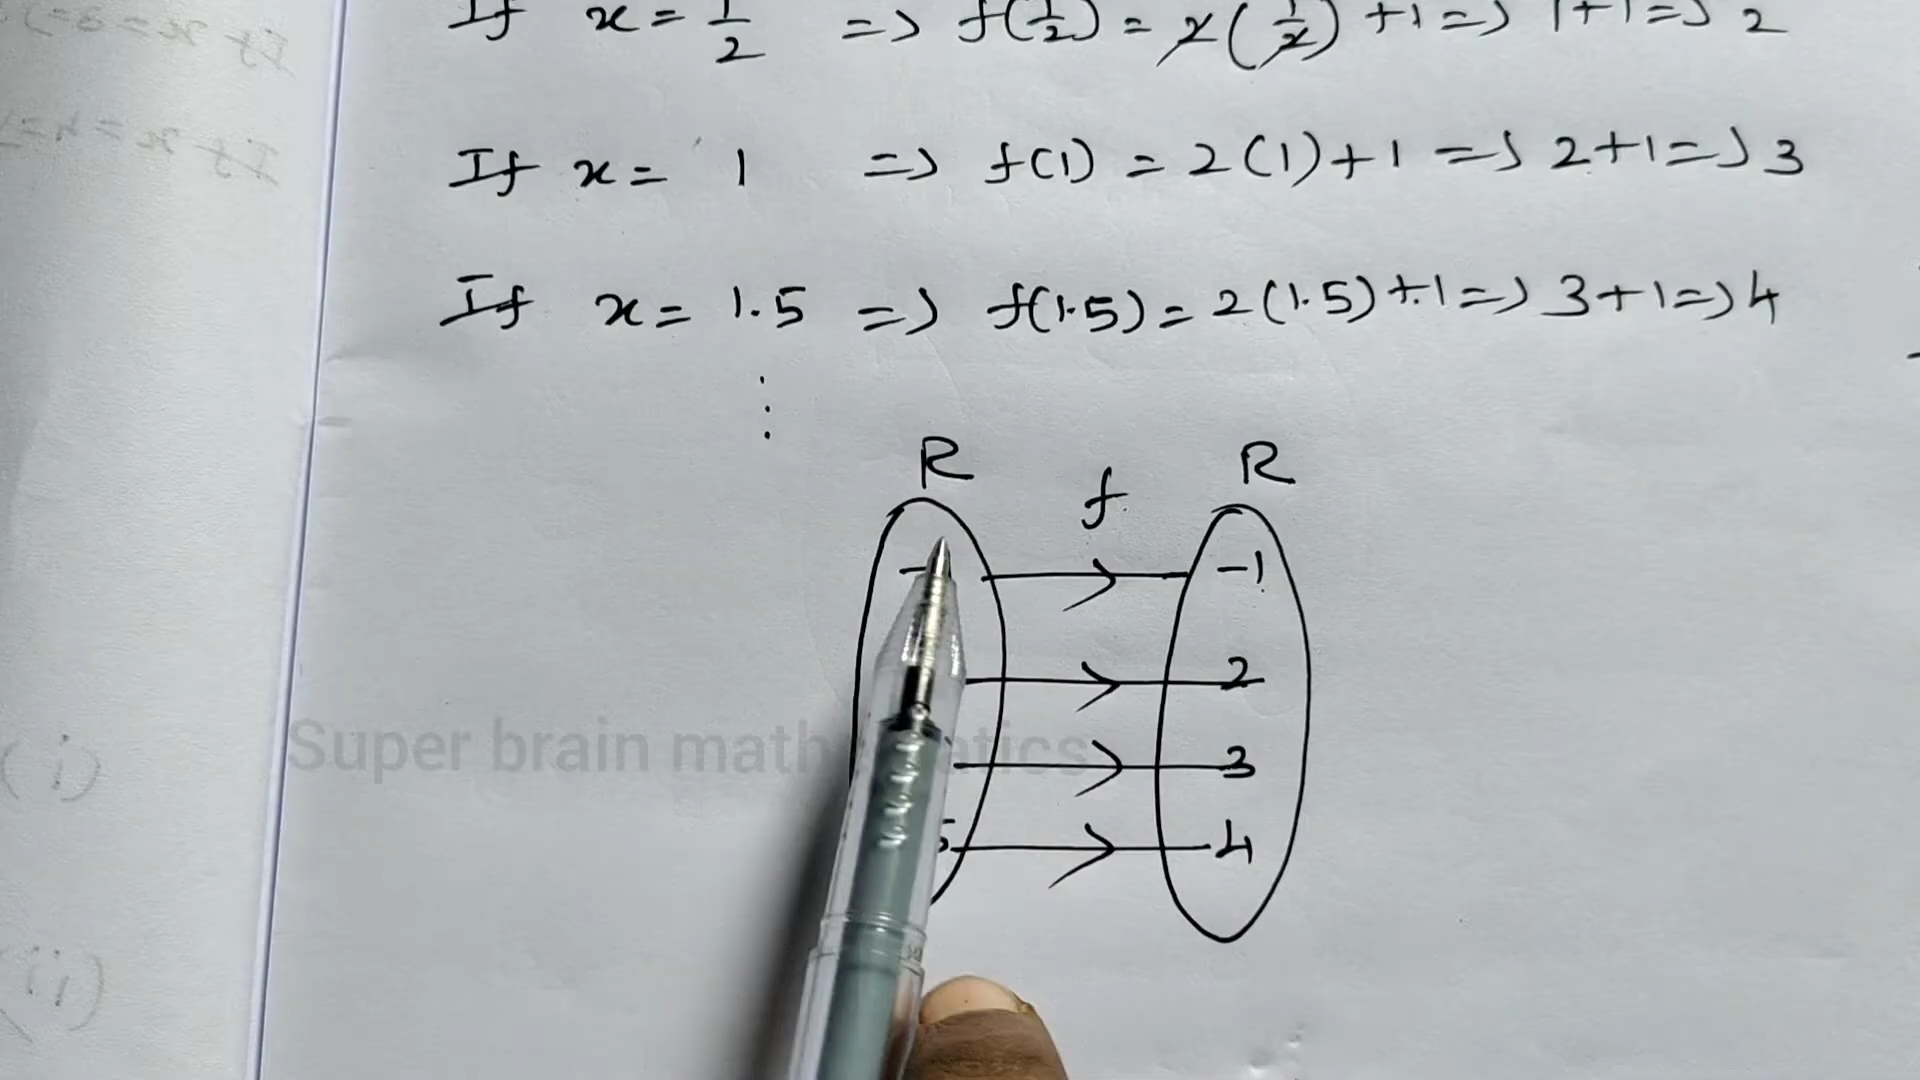 If x = 1/2 => f(1/2) = 2(1/2) + 1 => 1+1 => 2
If x = 1 => f(1) = 2(1)+1 => 2+1 => 3
If x = 1.5 => f(1.5) = 2(1.5)+1 => 3+1 => 4
⋮
R f R
-1
2
Super brain mathematics
3
5 4
(i)
(ii)